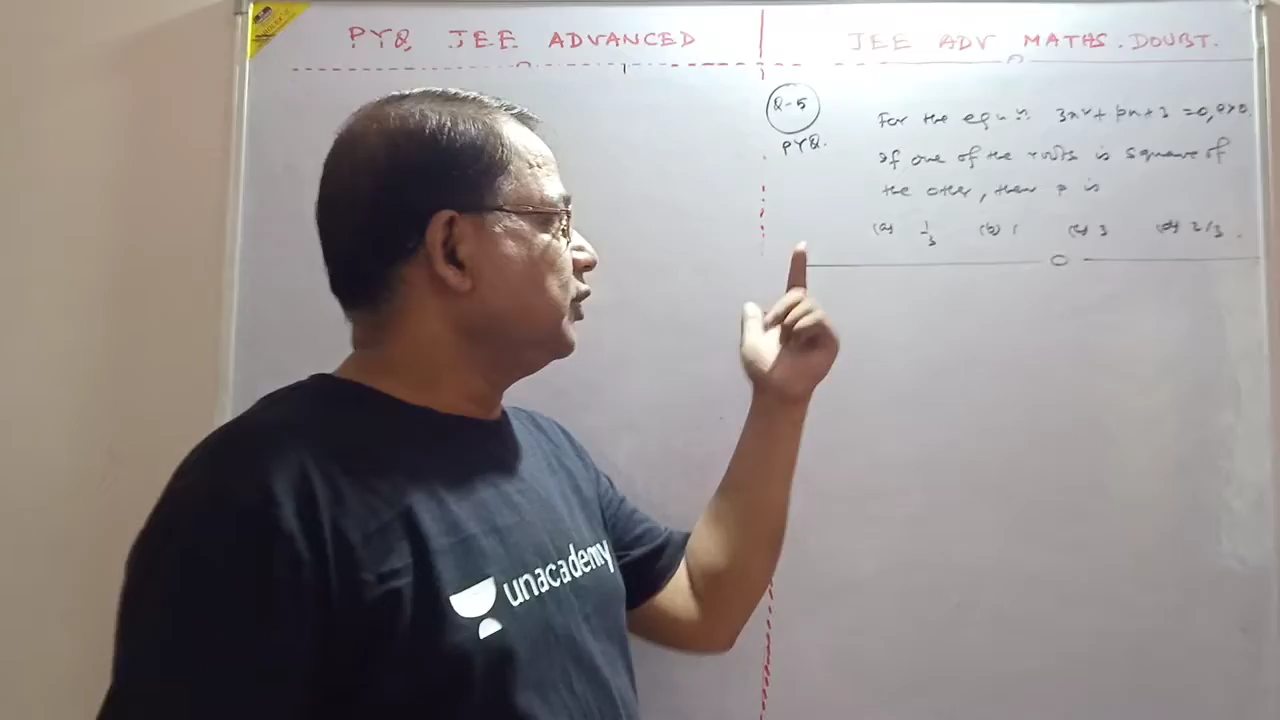 PYQ JEE ADVANCED
JEE ADV MATHS. DOUBT.
Q-5
PYQ.
For the equn. 3x² + px + 3 = 0, p>0.
If one of the roots is square of
the other, then p is
(a) 1/3 (b) 1 (c) 3 (d) 2/3.
unacademy